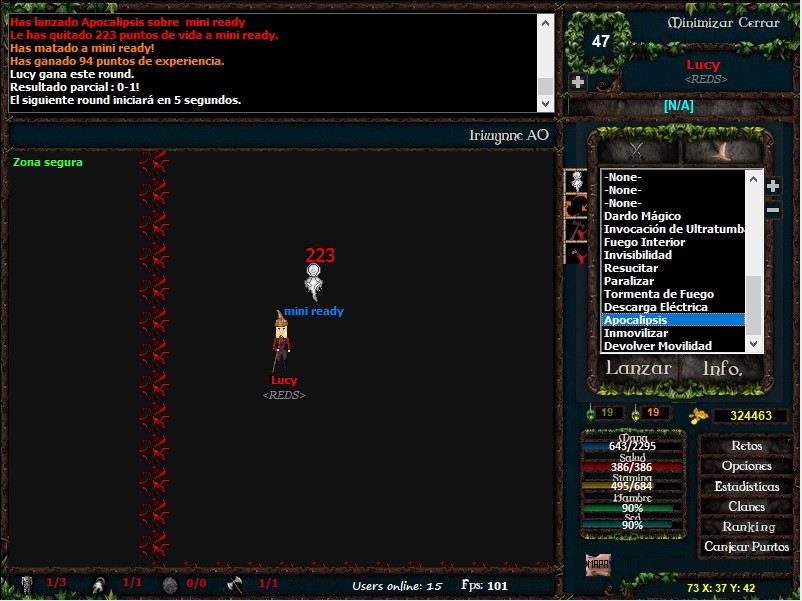 Has lanzado Apocalipsis sobre mini ready
Le has quitado 223 puntos de vida a mini ready.
Has matado a mini ready!
Has ganado 94 puntos de experiencia.
Lucy gana este round.
Resultado parcial : 0-1!
El siguiente round iniciará en 5 segundos.
47
Minimizar Cerrar
Lucy
<REDS>
[N/A]
Iriwynne AO
Zona segura
223
mini ready
Lucy
<REDS>
-None-
-None-
-None-
Dardo Mágico
Invocación de Ultratumba
Fuego Interior
Invisibilidad
Resucitar
Paralizar
Tormenta de Fuego
Descarga Eléctrica
Apocalipsis
Inmovilizar
Devolver Movilidad
Lanzar Info.
19 19 324463
Mana
643/2295
Salud
386/386
Stamina
495/684
Hambre
90%
Sed
90%
Retos
Opciones
Estadisticas
Clanes
Ranking
Canjear Puntos
MAPA
1/3 1/1 0/0 1/1 Users online: 15 Fps: 101
73 X: 37 Y: 42